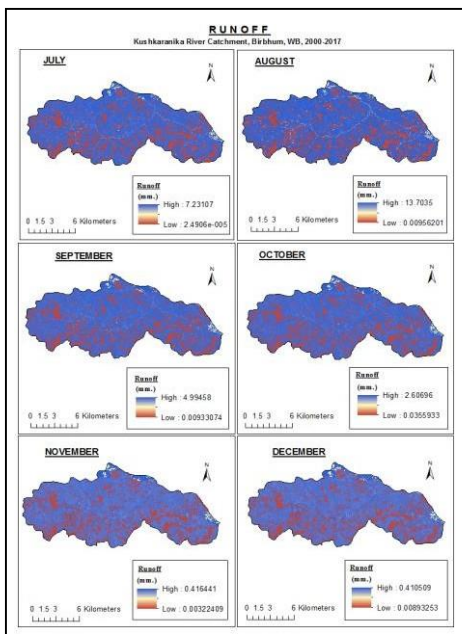 RUNOFF
Kushkaranika River Catchment, Birbhum, WB, 2000-2017
JULY
N
Runoff
(mm.)
High : 7.23107
Low : 2.4906e-005
0 1.5 3 6 Kilometers
AUGUST
N
Runoff
(mm.)
High : 13.7035
Low : 0.00956201
0 1.5 3 6 Kilometers
SEPTEMBER
N
Runoff
(mm.)
High : 4.99458
Low : 0.00933074
0 1.5 3 6 Kilometers
OCTOBER
N
Runoff
(mm.)
High : 2.60696
Low : 0.0355933
0 1.5 3 6 Kilometers
NOVEMBER
N
Runoff
(mm.)
High : 0.416441
Low : 0.00322409
0 1.5 3 6 Kilometers
DECEMBER
N
Runoff
(mm.)
High : 0.410509
Low : 0.00893253
0 1.5 3 6 Kilometers